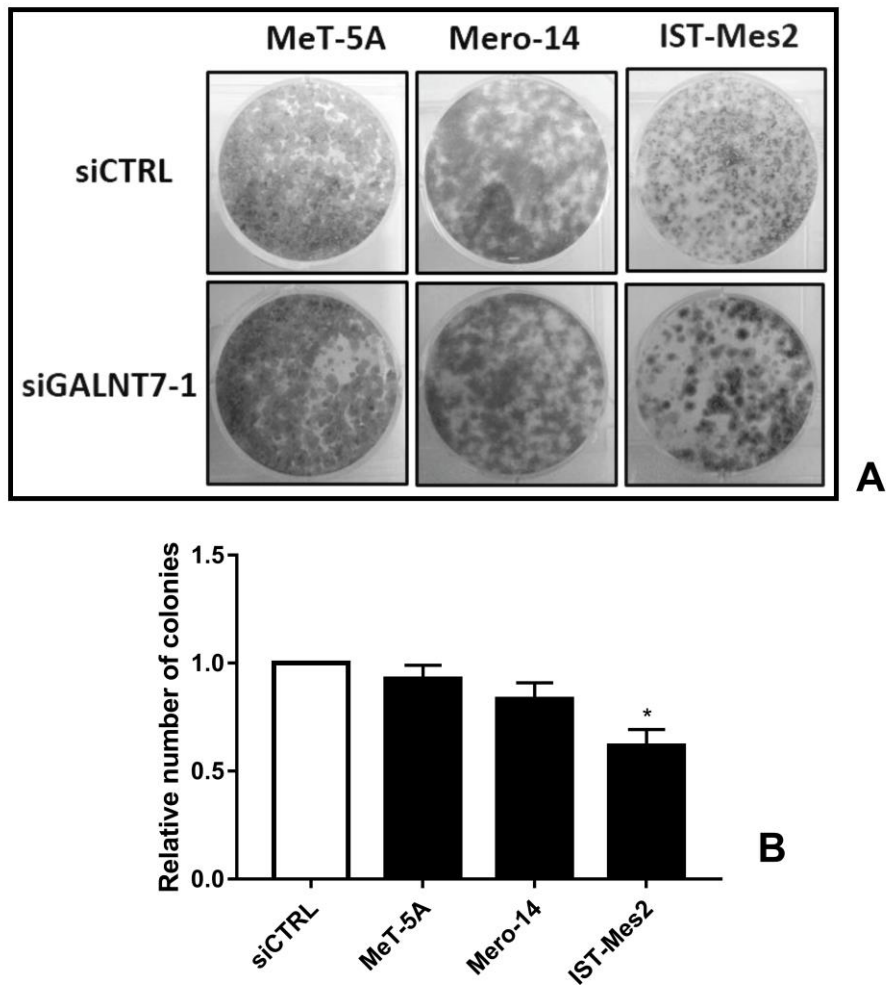 MeT-5A Mero-14 IST-Mes2
siCTRL
siGALNT7-1
A
Relative number of colonies
1.5
1.0
0.5
0.0
*
siCTRL MeT-5A Mero-14 IST-Mes2
B